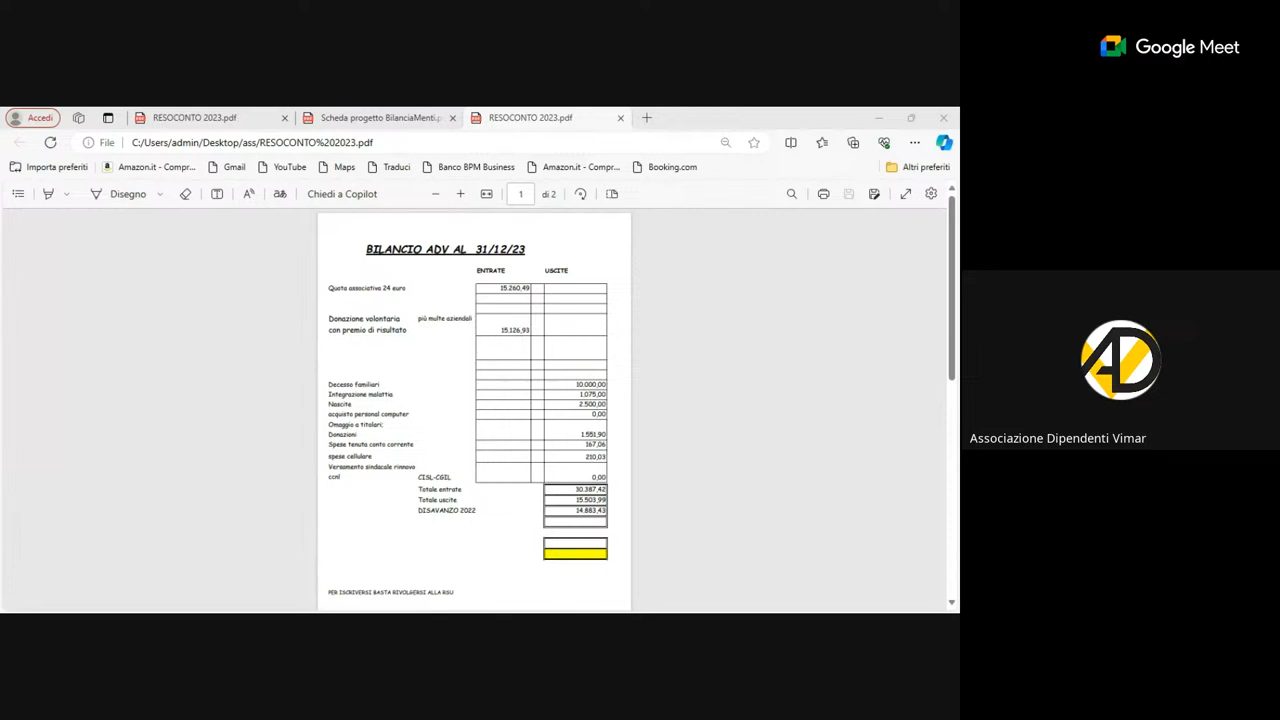 Google Meet
Accedi
RESOCONTO 2023.pdf
Scheda progetto BilanciaMenti.p
RESOCONTO 2023.pdf
File
C:/Users/admin/Desktop/ass/RESOCONTO%202023.pdf
Importa preferiti
Amazon.it - Compr...
Gmail
YouTube
Maps
Traduci
Banco BPM Business
Amazon.it - Compr...
Booking.com
Altri preferiti
Disegno
Chiedi a Copilot
1 di 2
BILANCIO ADV AL 31/12/23
ENTRATE USCITE
Quota associativa 24 euro 15.260,49
Donazione volontaria più multe aziendali
con premio di risultato 15.126,93
Decesso familiari 10.000,00
Integrazione malattia 1.075,00
Nascite 2.500,00
acquisto personal computer 0,00
Omaggio a titolari;
Donazioni 1.551,90
Spese tenuta conto corrente 167,06
spese cellulare 210,03
Versamento sindacale rinnovo
ccnl CISL-CGIL 0,00
Totale entrate 30.387,42
Totale uscite 15.503,99
DISAVANZO 2022 14.883,43
PER ISCRIVERSI BASTA RIVOLGERSI ALLA RSU
AD
Associazione Dipendenti Vimar